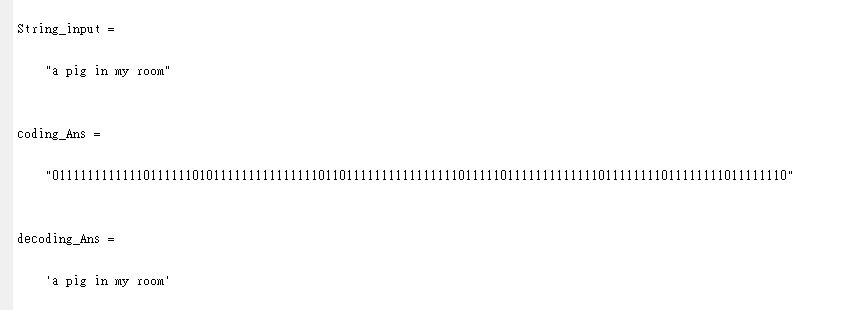 String_input =
"a pig in my room"
coding_Ans =
decoding_Ans =
'a pig in my room'